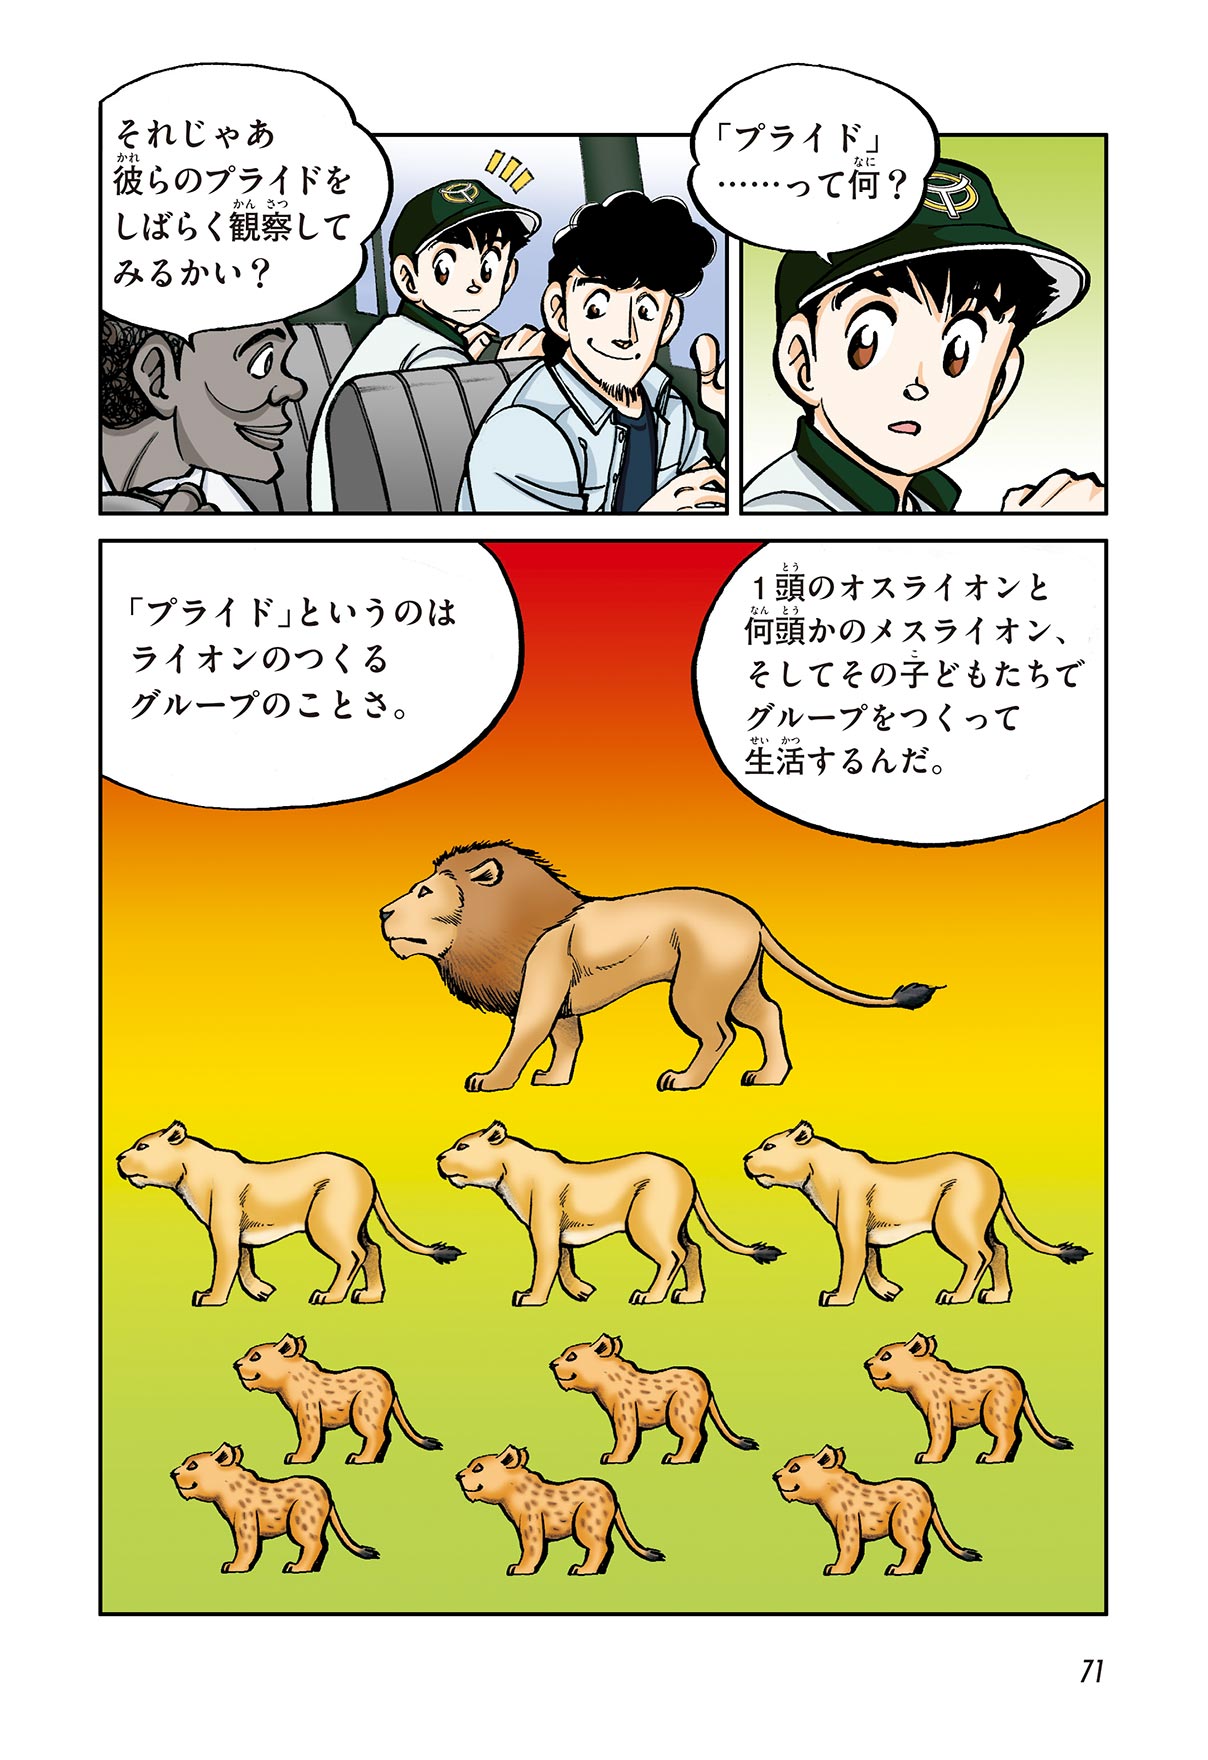 それじゃあ
彼らのプライドを
しばらく観察して
みるかい？
「プライド」
……って何？
「プライド」というのは
ライオンのつくる
グループのことさ。
1頭のオスライオンと
何頭かのメスライオン、
そしてその子どもたちで
グループをつくって
生活するんだ。
71